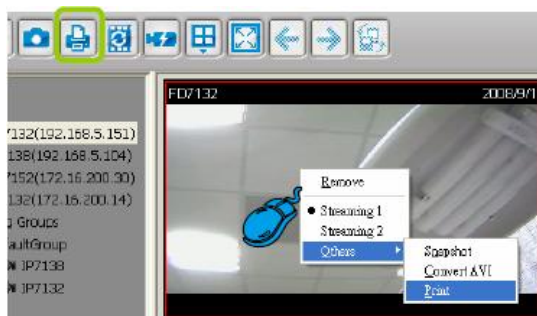 FD7132
2008/9/1
7132(192.168.5.151)
7138(192.168.5.104)
7152(172.16.200.30)
132(172.16.200.14)
Groups
aultGroup
IP7138
IP7132
Remove
Streaming 1
Streaming 2
Others
Snapshot
Convert AVI
Print